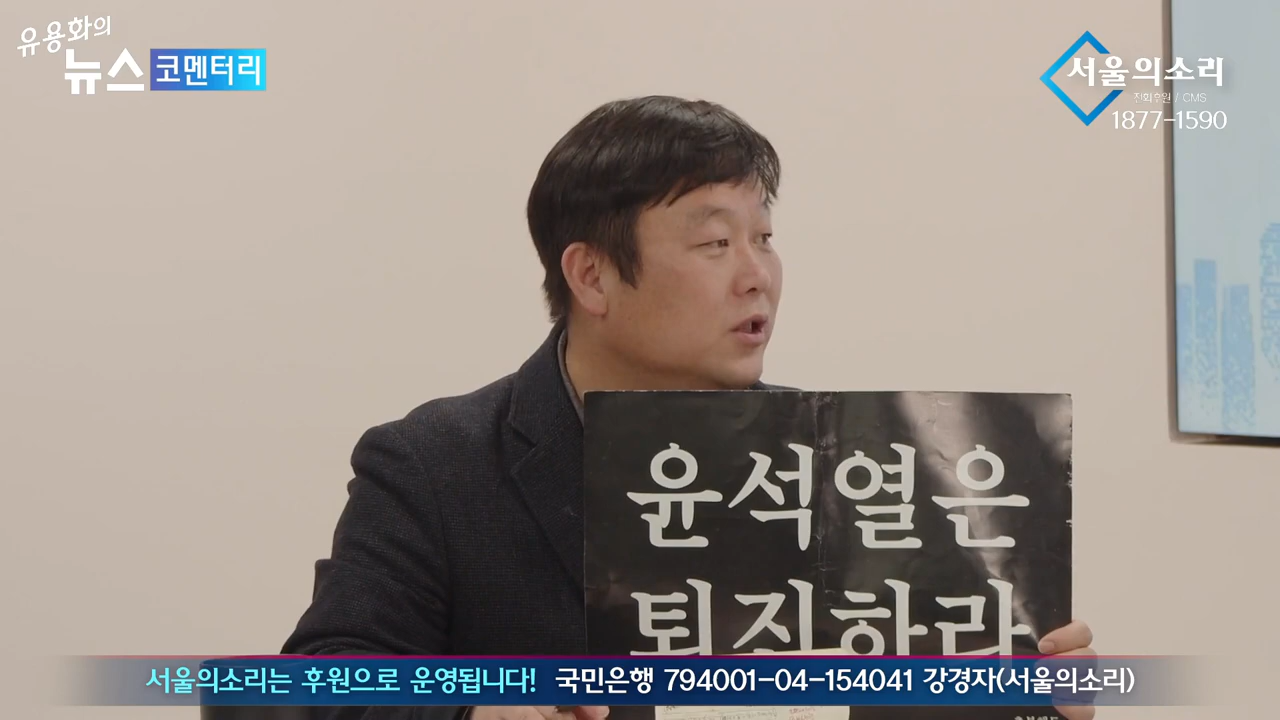 유용화의
뉴스 코멘터리
서울의소리
전화후원 / CMS
1877-1590
윤석열은
퇴진하라
서울의소리는 후원으로 운영됩니다! 국민은행 794001-04-154041 강경자(서울의소리)